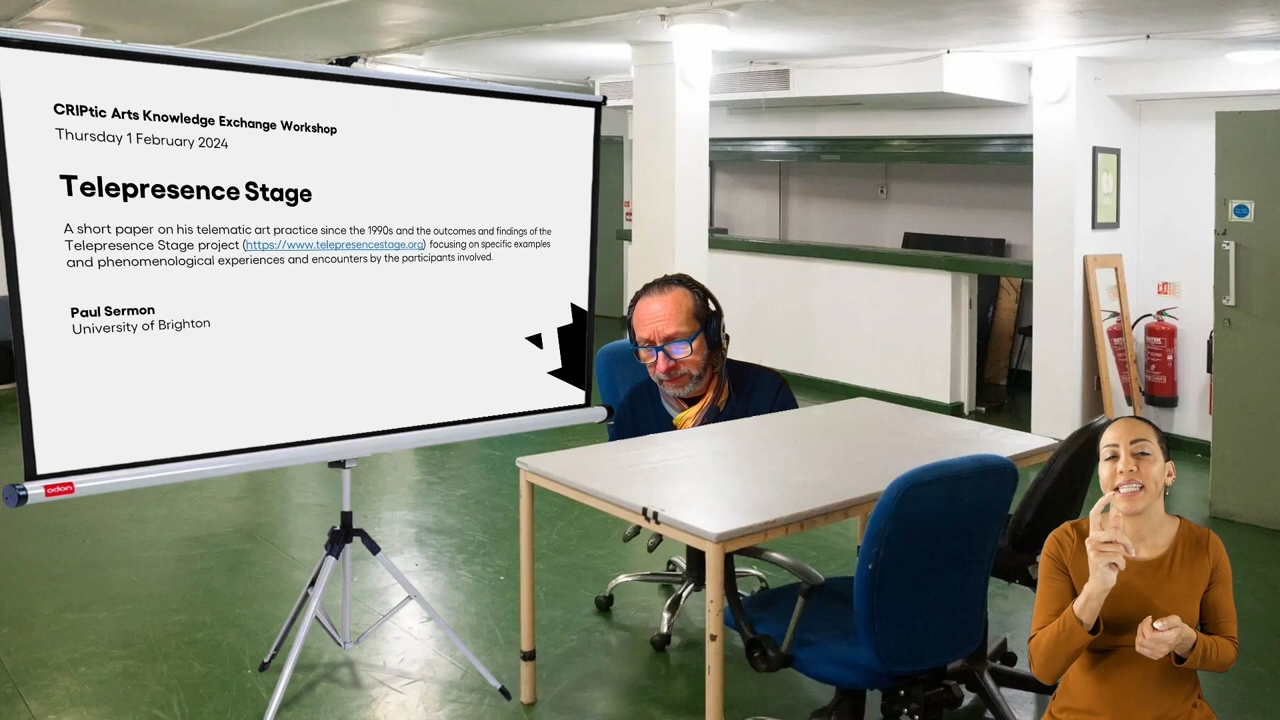 CRIPtic Arts Knowledge Exchange Workshop
Thursday 1 February 2024
Telepresence Stage
A short paper on his telematic art practice since the 1990s and the outcomes and findings of the
Telepresence Stage project (https://www.telepresencestage.org) focusing on specific examples
and phenomenological experiences and encounters by the participants involved.
Paul Sermon
University of Brighton
odon